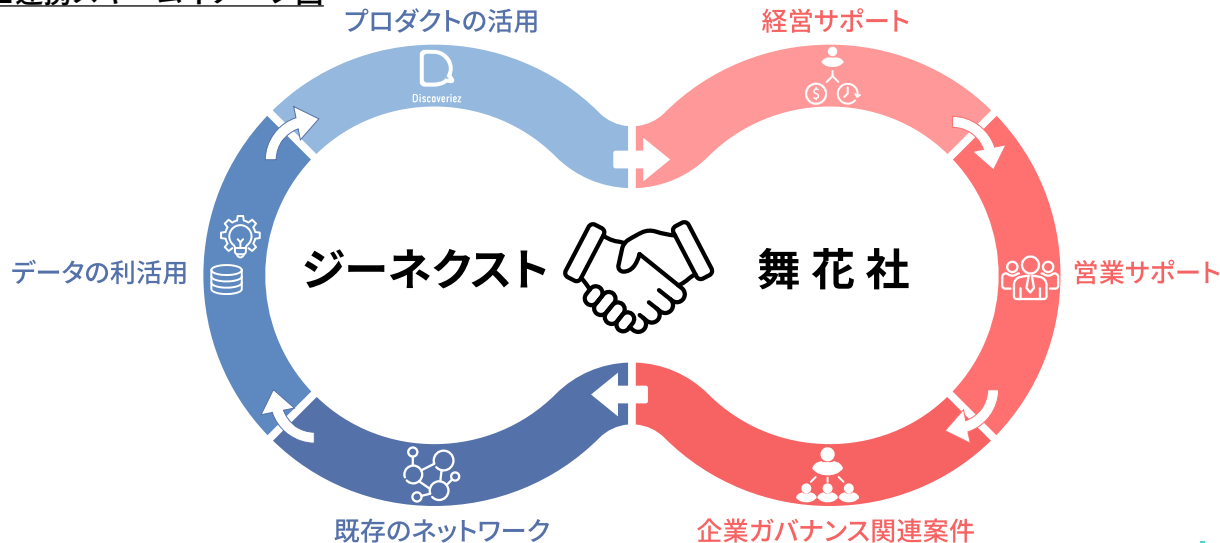 プロダクトの活用
経営サポート
Discoveriez
データの利活用
ジーネクスト
舞花社
営業サポート
既存のネットワーク
企業ガバナンス関連案件